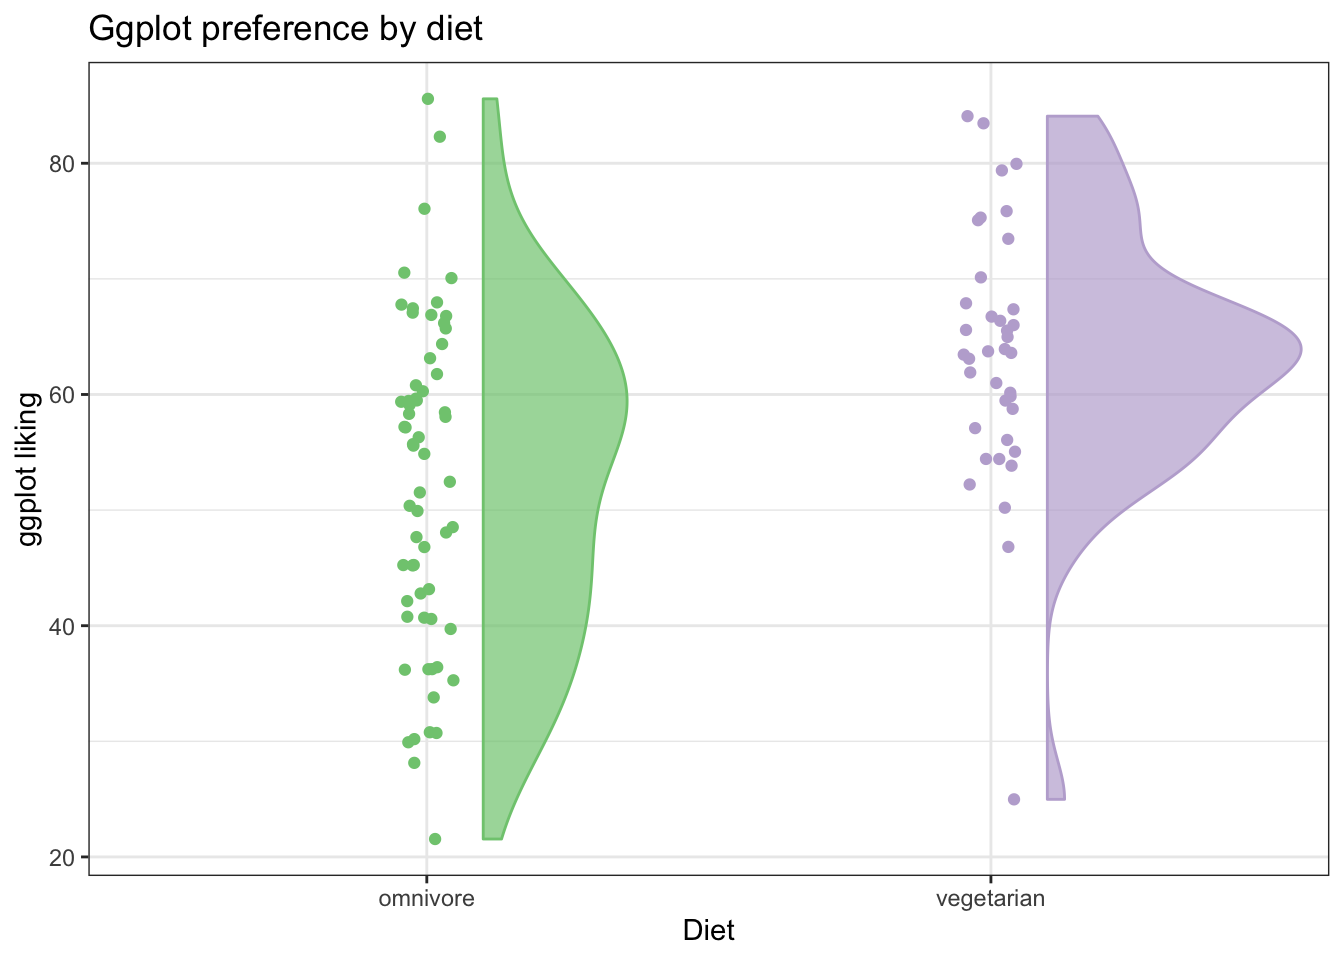 Ggplot preference by diet
ggplot liking
80
60
40
20
omnivore
vegetarian
Diet